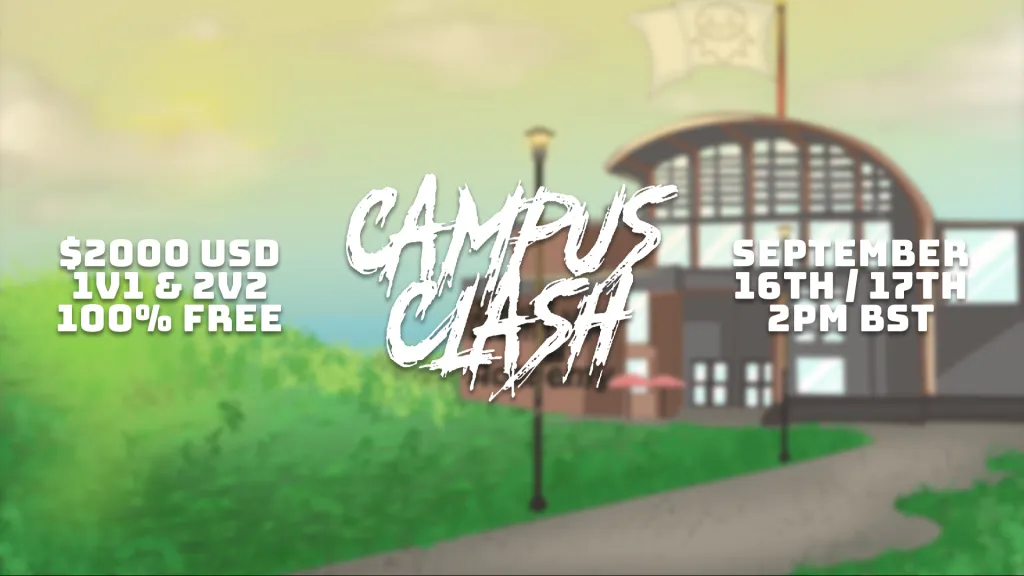 $2000 USD
1V1 & 2V2
100% FREE
CAMPUS
CLASH
SEPTEMBER
16TH / 17TH
2PM BST